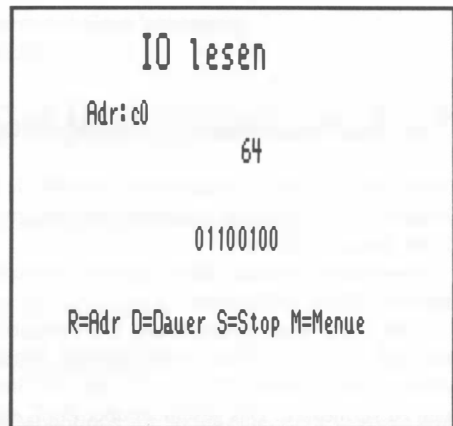 IO lesen
Adr:c0
64
01100100
R=Adr D=Dauer S=Stop M=Menue